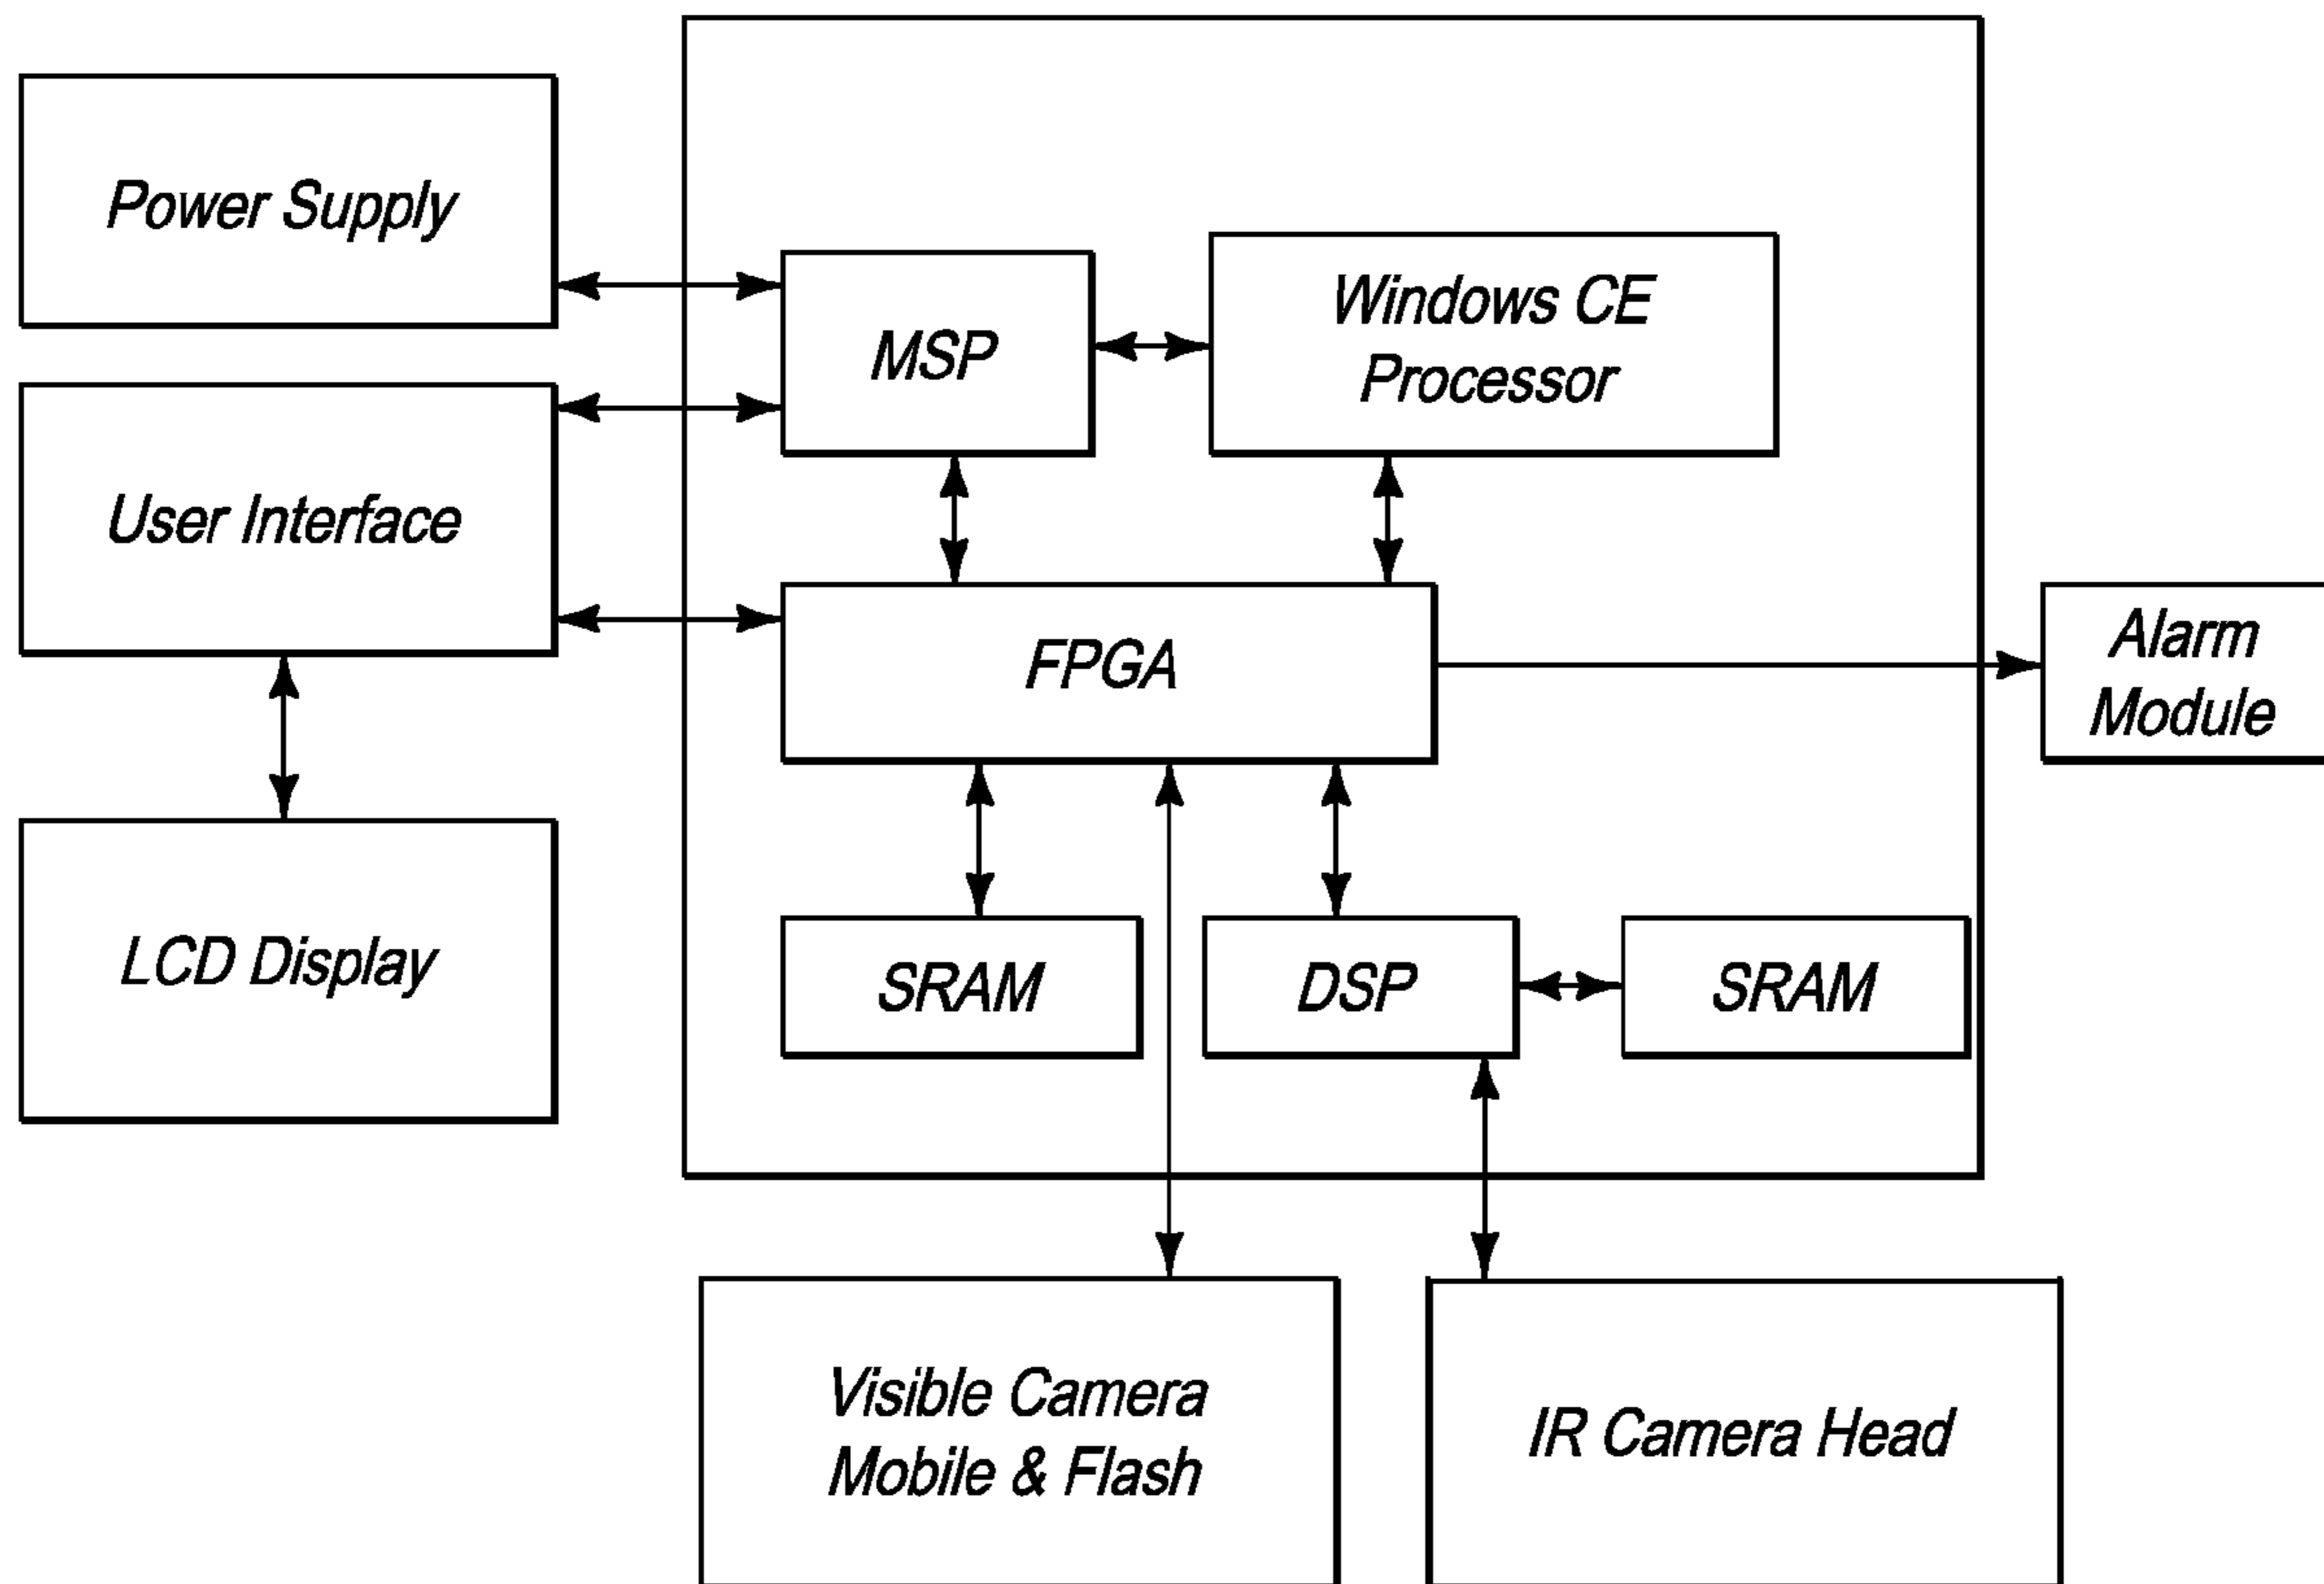 Power Supply
MSP
Windows CE
Processor
User Interface
FPGA
Alarm
Module
LCD Display
SRAM
DSP
SRAM
Visible Camera
Mobile & Flash
IR Camera Head